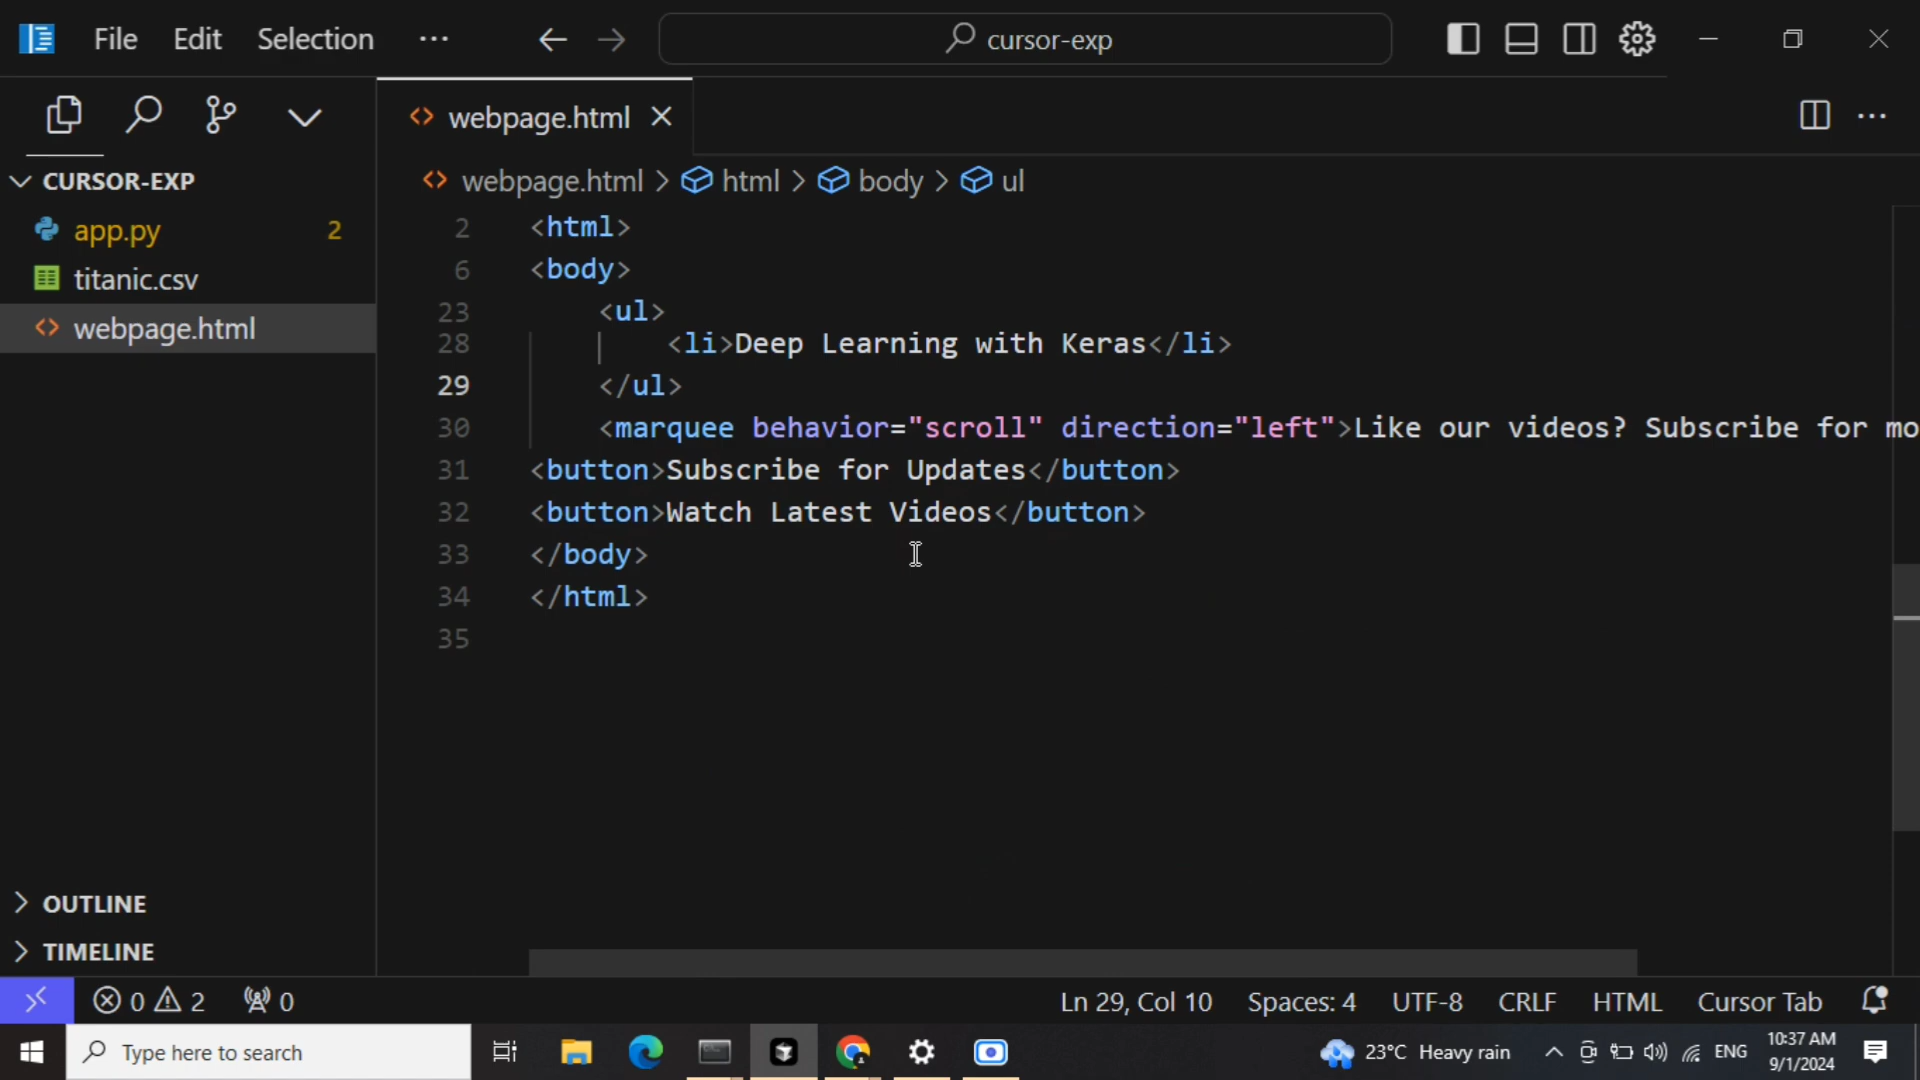 File Edit Selection ··· cursor-exp
webpage.html
CURSOR-EXP
webpage.html > html > body > ul
app.py 2
titanic.csv
webpage.html
2 <html>
6 <body>
23 <ul>
28 <li>Deep Learning with Keras</li>
29 </ul>
30 <marquee behavior="scroll" direction="left">Like our videos? Subscribe for mo
31 <button>Subscribe for Updates</button>
32 <button>Watch Latest Videos</button>
33 </body>
34 </html>
35
OUTLINE
TIMELINE
0 2 0 Ln 29, Col 10 Spaces: 4 UTF-8 CRLF HTML Cursor Tab
Type here to search 23°C Heavy rain ENG 10:37 AM
9/1/2024